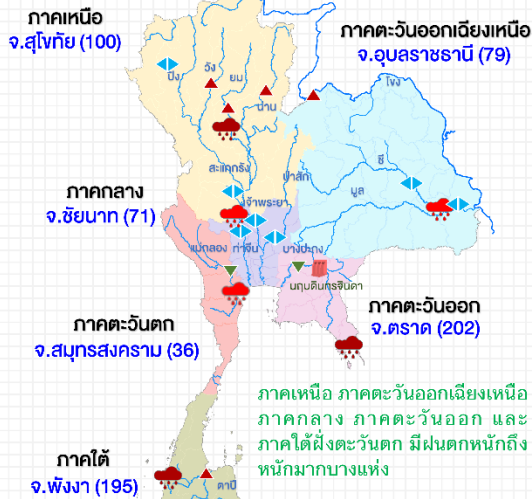 ภาคเหนือ
จ.สุโขทัย (100)
ภาคตะวันออกเฉียงเหนือ
จ.อุบลราชธานี (79)
ปิง
วัง
ยม
น่าน
โขง
สะแกกรัง
ป่าสัก
ชี
มูล
เจ้าพระยา
ภาคกลาง
จ.ชัยนาท (71)
แม่กลอง
ท่าจีน
บางปะกง
นฤบดินทรจินดา
ภาคตะวันออก
จ.ตราด (202)
ภาคตะวันตก
จ.สมุทรสงคราม (36)
ภาคเหนือ ภาคตะวันออกเฉียงเหนือ
ภาคกลาง ภาคตะวันออก และ
ภาคใต้ฝั่งตะวันตก มีฝนตกหนักถึง
หนักมากบางแห่ง
ภาคใต้
จ.พังงา (195)
ตาปี